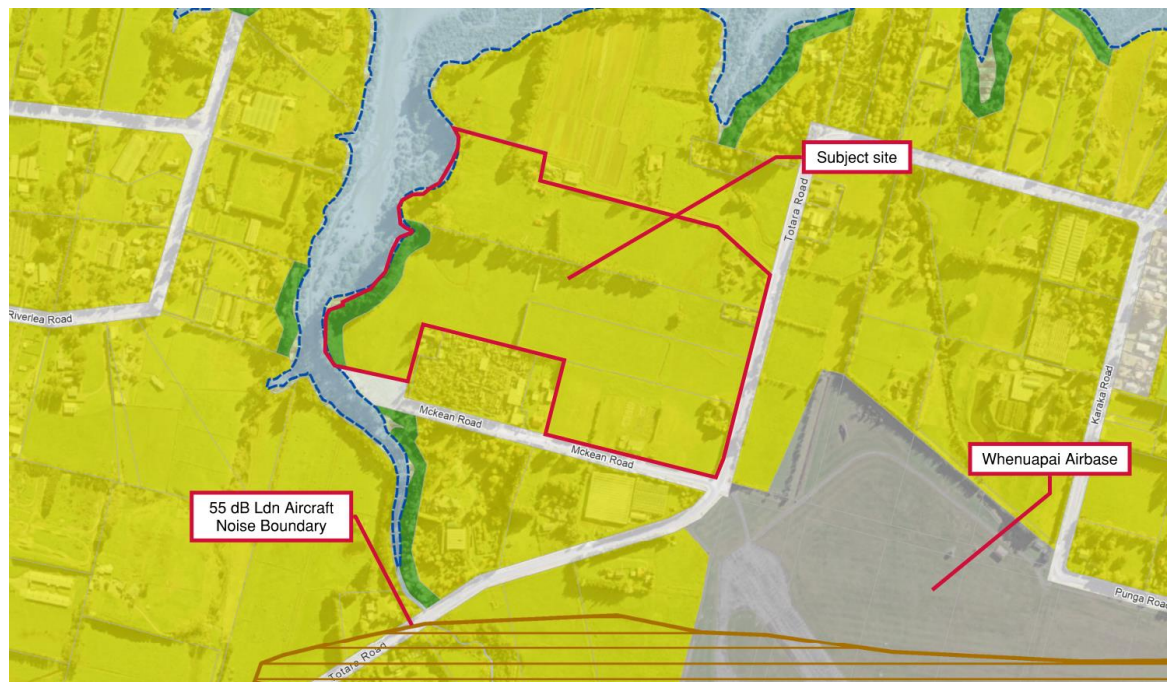 Subject site
Totara Road
Riverlea Road
Karaka Road
Mckean Road
Mckean Road
Whenuapai Airbase
55 dB Ldn Aircraft
Noise Boundary
Punga Road
Totara Road